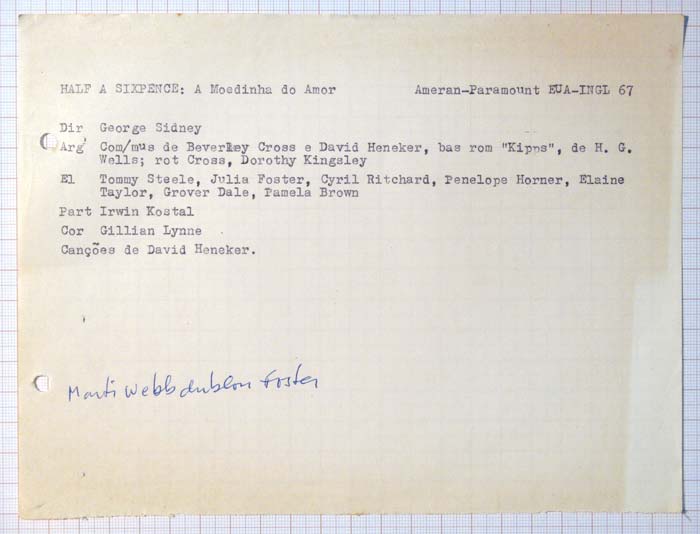 HALF A SIXPENCE: A Moedinha do Amor Ameran-Paramount EUA-INGL 67
Dir George Sidney
Arg Com/mus de Beverley Cross e David Heneker, bas rom "Kipps", de H. G.
Wells; rot Cross, Dorothy Kingsley
El Tommy Steele, Julia Foster, Cyril Ritchard, Penelope Horner, Elaine
Taylor, Grover Dale, Pamela Brown
Part Irwin Kostal
Cor Gillian Lynne
Canções de David Heneker.
Marti Webb dublou Foster